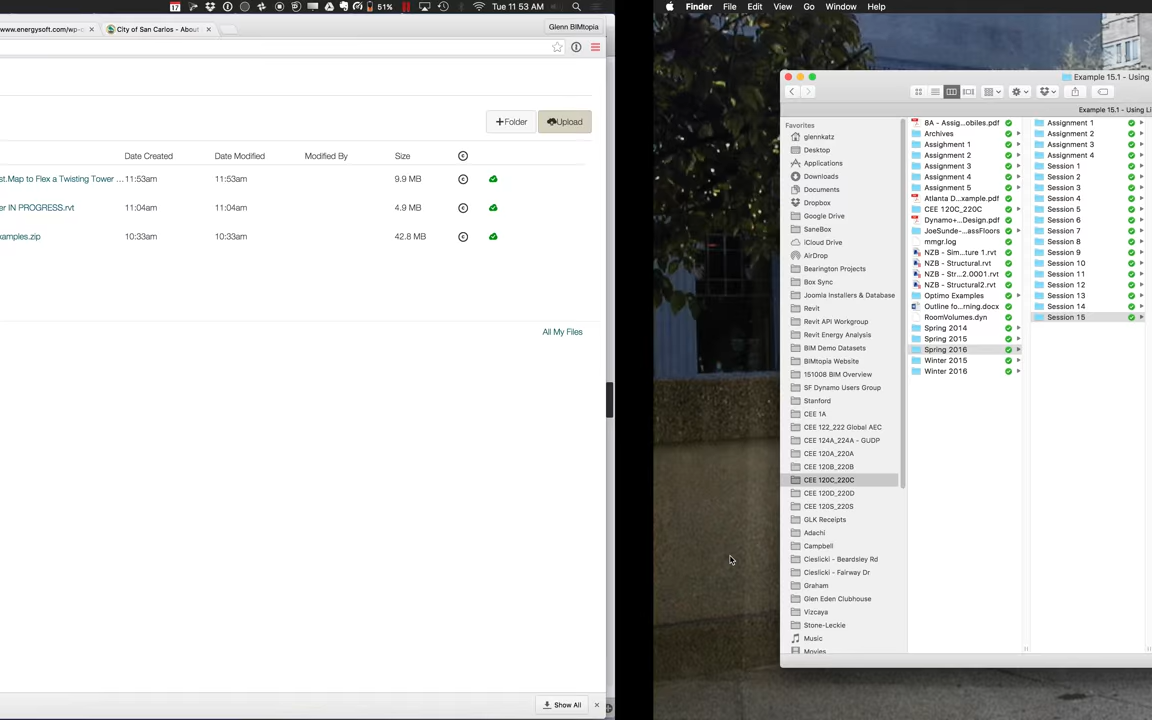 51% Tue 11 53 AM
Finder File Edit View Go Window Help
www.energysoft.com/wp-c
City of San Carlos - About
Glenn BIMtopia
Folder
Upload
Date Created Date Modified Modified By Size
st.Map to Flex a Twisting Tower ... 11:53am 11:53am 9.9 MB
er IN PROGRESS.rvt 11:04am 11:04am 4.9 MB
xamples.zip 10:33am 10:33am 42.8 MB
All My Files
Show All
Example 15.1 - Using
Example 15.1 - Using Li
Favorites
glennkatz
Desktop
Applications
Downloads
Documents
Dropbox
Google Drive
SaneBox
iCloud Drive
AirDrop
Bearington Projects
Box Sync
Joomla Installers & Database
Revit
Revit API Workgroup
Revit Energy Analysis
BIM Demo Datasets
BIMtopia Website
151008 BIM Overview
SF Dynamo Users Group
Stanford
CEE 1A
CEE 122_222 Global AEC
CEE 124A_224A - GUDP
CEE 120A_220A
CEE 120B_220B
CEE 120C_220C
CEE 120D_220D
CEE 120S_220S
GLK Receipts
Adachi
Campbell
Cieslicki - Beardsley Rd
Cieslicki - Fairway Dr
Graham
Glen Eden Clubhouse
Vizcaya
Stone-Leckie
Music
Movies
8A - Assig...obiles.pdf
Archives
Assignment 1
Assignment 2
Assignment 3
Assignment 4
Assignment 5
Atlanta D...xample.pdf
CEE 120C_220C
Dynamo+...Design.pdf
JoeSunde-...assFloors
mmgr.log
NZB - Sim...ture 1.rvt
NZB - Structural.rvt
NZB - Str...2.0001.rvt
NZB - Structural2.rvt
Optimo Examples
Outline fo...rning.docx
RoomVolumes.dyn
Spring 2014
Spring 2015
Spring 2016
Winter 2015
Winter 2016
Assignment 1
Assignment 2
Assignment 3
Assignment 4
Session 1
Session 2
Session 3
Session 4
Session 5
Session 6
Session 7
Session 8
Session 9
Session 10
Session 11
Session 12
Session 13
Session 14
Session 15